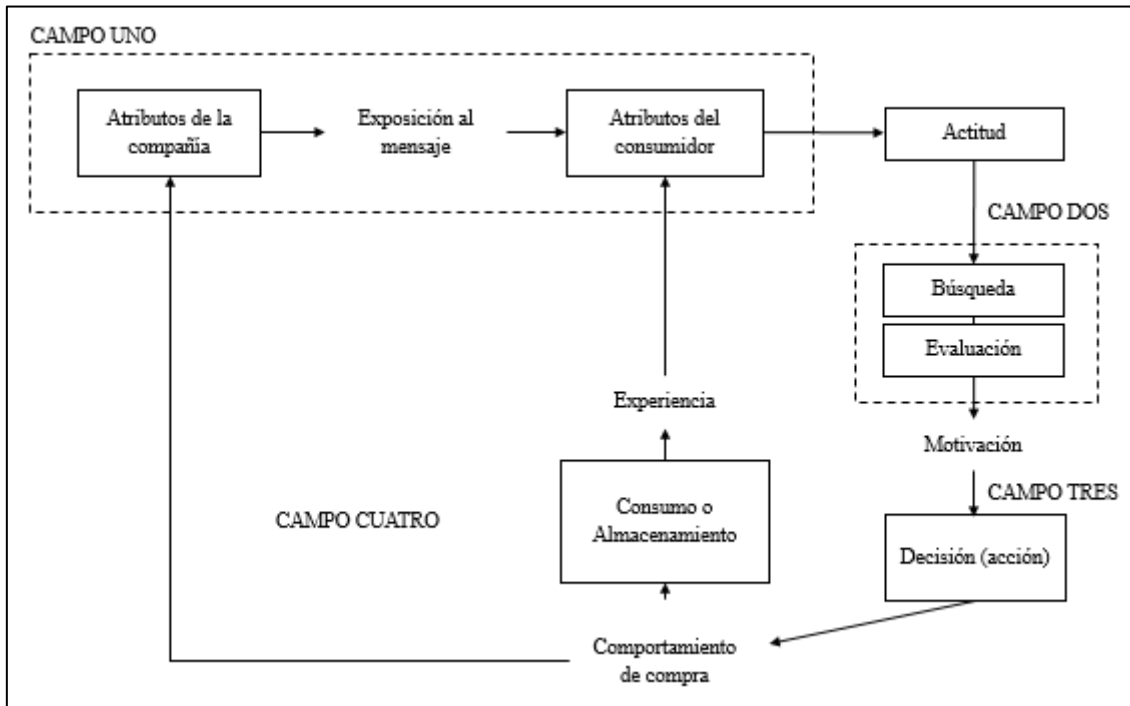 CAMPO UNO
Atributos de la
compañía
Exposición al
mensaje
Atributos del
consumidor
Actitud
CAMPO DOS
Búsqueda
Evaluación
Motivación
CAMPO TRES
Decisión (acción)
Experiencia
Consumo o
Almacenamiento
CAMPO CUATRO
Comportamiento
de compra